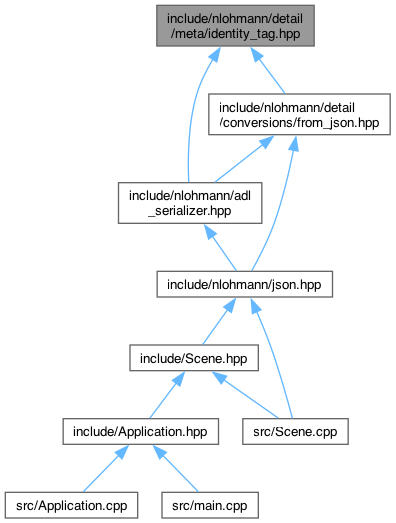 include/nlohmann/detail
/meta/identity_tag.hpp
include/nlohmann/detail
/conversions/from_json.hpp
include/nlohmann/adl
_serializer.hpp
include/nlohmann/json.hpp
include/Scene.hpp
include/Application.hpp
src/Scene.cpp
src/Application.cpp
src/main.cpp